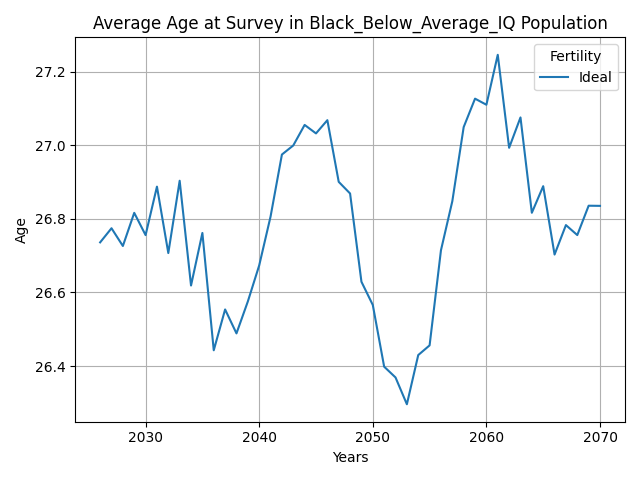 Average Age at Survey in Black_Below_Average_IQ Population
Fertility
Ideal
27.2
27.0
26.8
26.6
26.4
Age
2030 2040 2050 2060 2070
Years